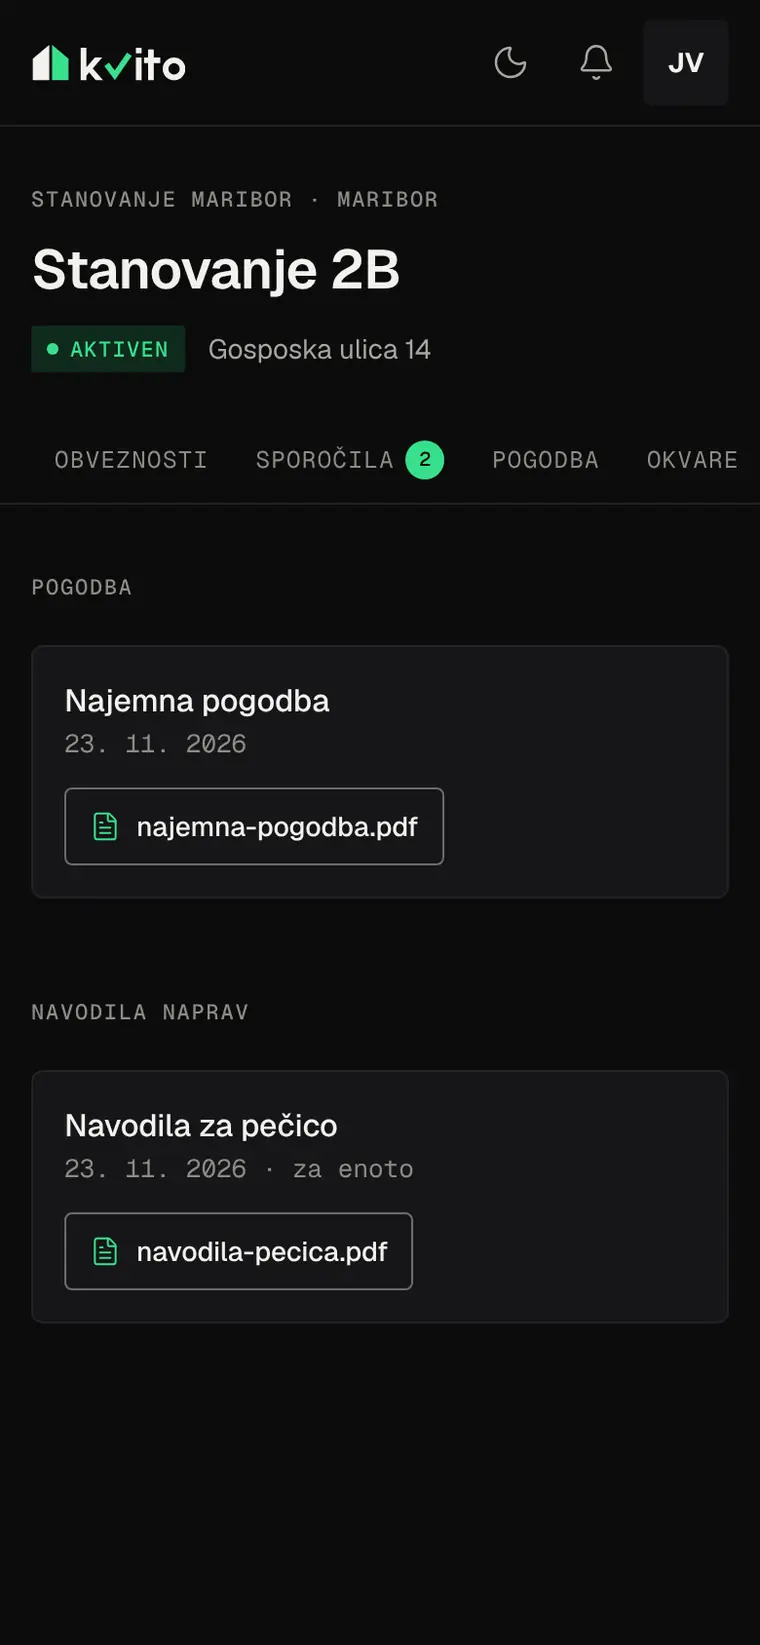 kvito
JV
STANOVANJE MARIBOR · MARIBOR
Stanovanje 2B
AKTIVEN Gosposka ulica 14
OBVEZNOSTI SPOROČILA 2 POGODBA OKVARE
POGODBA
Najemna pogodba
23. 11. 2026
najemna-pogodba.pdf
NAVODILA NAPRAV
Navodila za pečico
23. 11. 2026 · za enoto
navodila-pecica.pdf